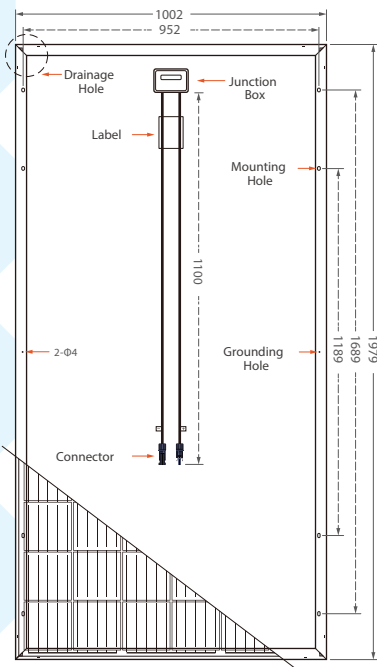 1002
952
Drainage
Hole
Junction
Box
Label
Mounting
Hole
1100
1189
1689
1979
2-Φ4
Grounding
Hole
Connector